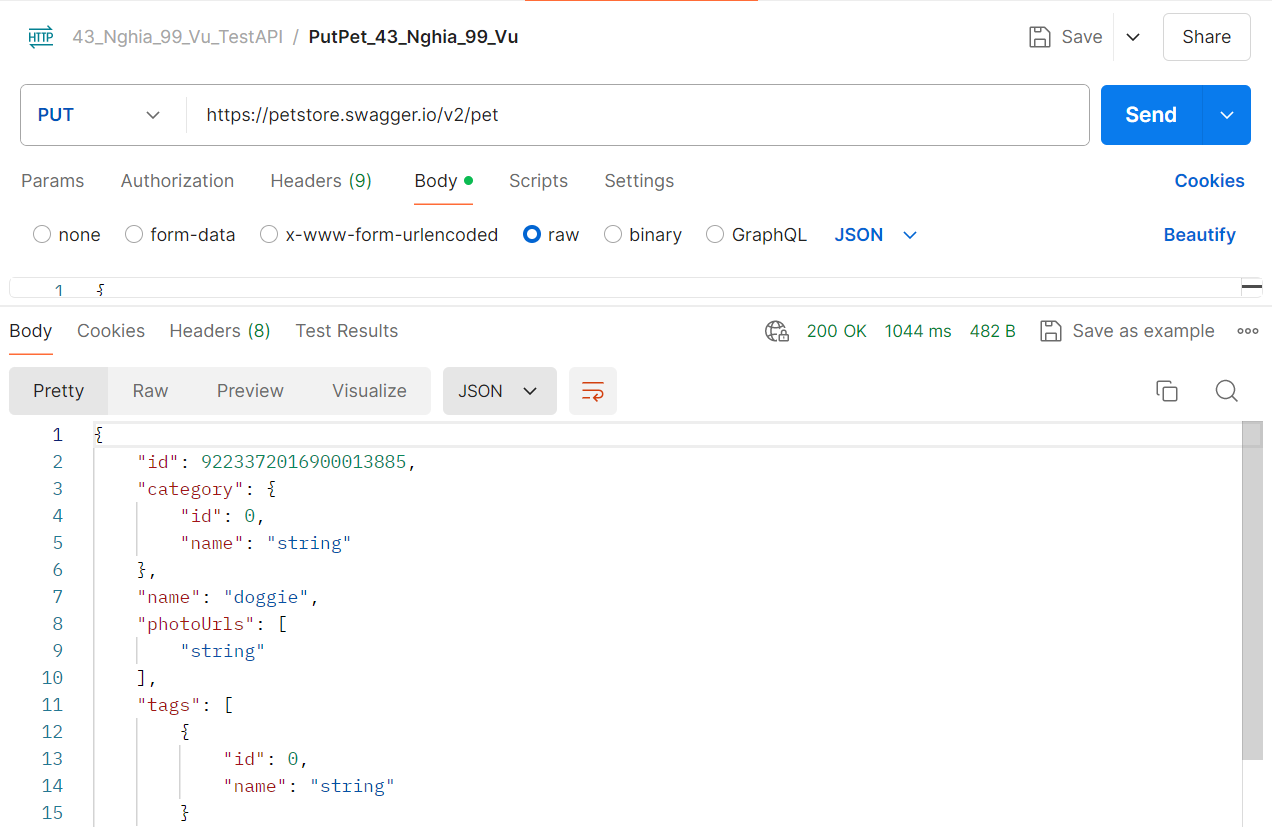 HTTP 43_Nghia_99_Vu_TestAPI / PutPet_43_Nghia_99_Vu Save Share
PUT https://petstore.swagger.io/v2/pet Send
Params Authorization Headers (9) Body Scripts Settings Cookies
none form-data x-www-form-urlencoded raw binary GraphQL JSON Beautify
1 {
Body Cookies Headers (8) Test Results 200 OK 1044 ms 482 B Save as example
Pretty Raw Preview Visualize JSON
1 {
2 "id": 9223372016900013885,
3 "category": {
4 "id": 0,
5 "name": "string"
6 },
7 "name": "doggie",
8 "photoUrls": [
9 "string"
10 ],
11 "tags": [
12 {
13 "id": 0,
14 "name": "string"
15 }